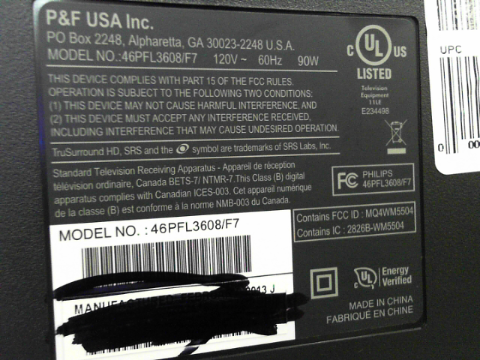 P&F USA Inc.
PO Box 2248, Alpharetta, GA 30023-2248 U.S.A.
MODEL NO.:46PFL3608/F7 120V~ 60Hz 90W
THIS DEVICE COMPLIES WITH PART 15 OF THE FCC RULES.
OPERATION IS SUBJECT TO THE FOLLOWING TWO CONDITIONS:
(1) THIS DEVICE MAY NOT CAUSE HARMFUL INTERFERENCE, AND
(2) THIS DEVICE MUST ACCEPT ANY INTERFERENCE RECEIVED,
INCLUDING INTERFERENCE THAT MAY CAUSE UNDESIRED OPERATION.
TruSurround HD, SRS and the symbol are trademarks of SRS Labs, Inc.
Standard Television Receiving Apparatus - Appareil de réception
télévision ordinaire, Canada BETS-7/ NTMR-7.This Class (B) digital
apparatus complies with Canadian ICES-003. Cet appareil numérique
de la classe (B) est conforme à la norme NMB-003 du Canada.
C UL US
LISTED
Television
Equipment
11LE
E234498
FC PHILIPS
46PFL3608/F7
Contains FCC ID : MQ4WM5504
Contains IC : 2826B-WM5504
MODEL NO. : 46PFL3608/F7
2013 J
UL Energy
Verified
MADE IN CHINA
FABRIQUÉ EN CHINE
UPC
0